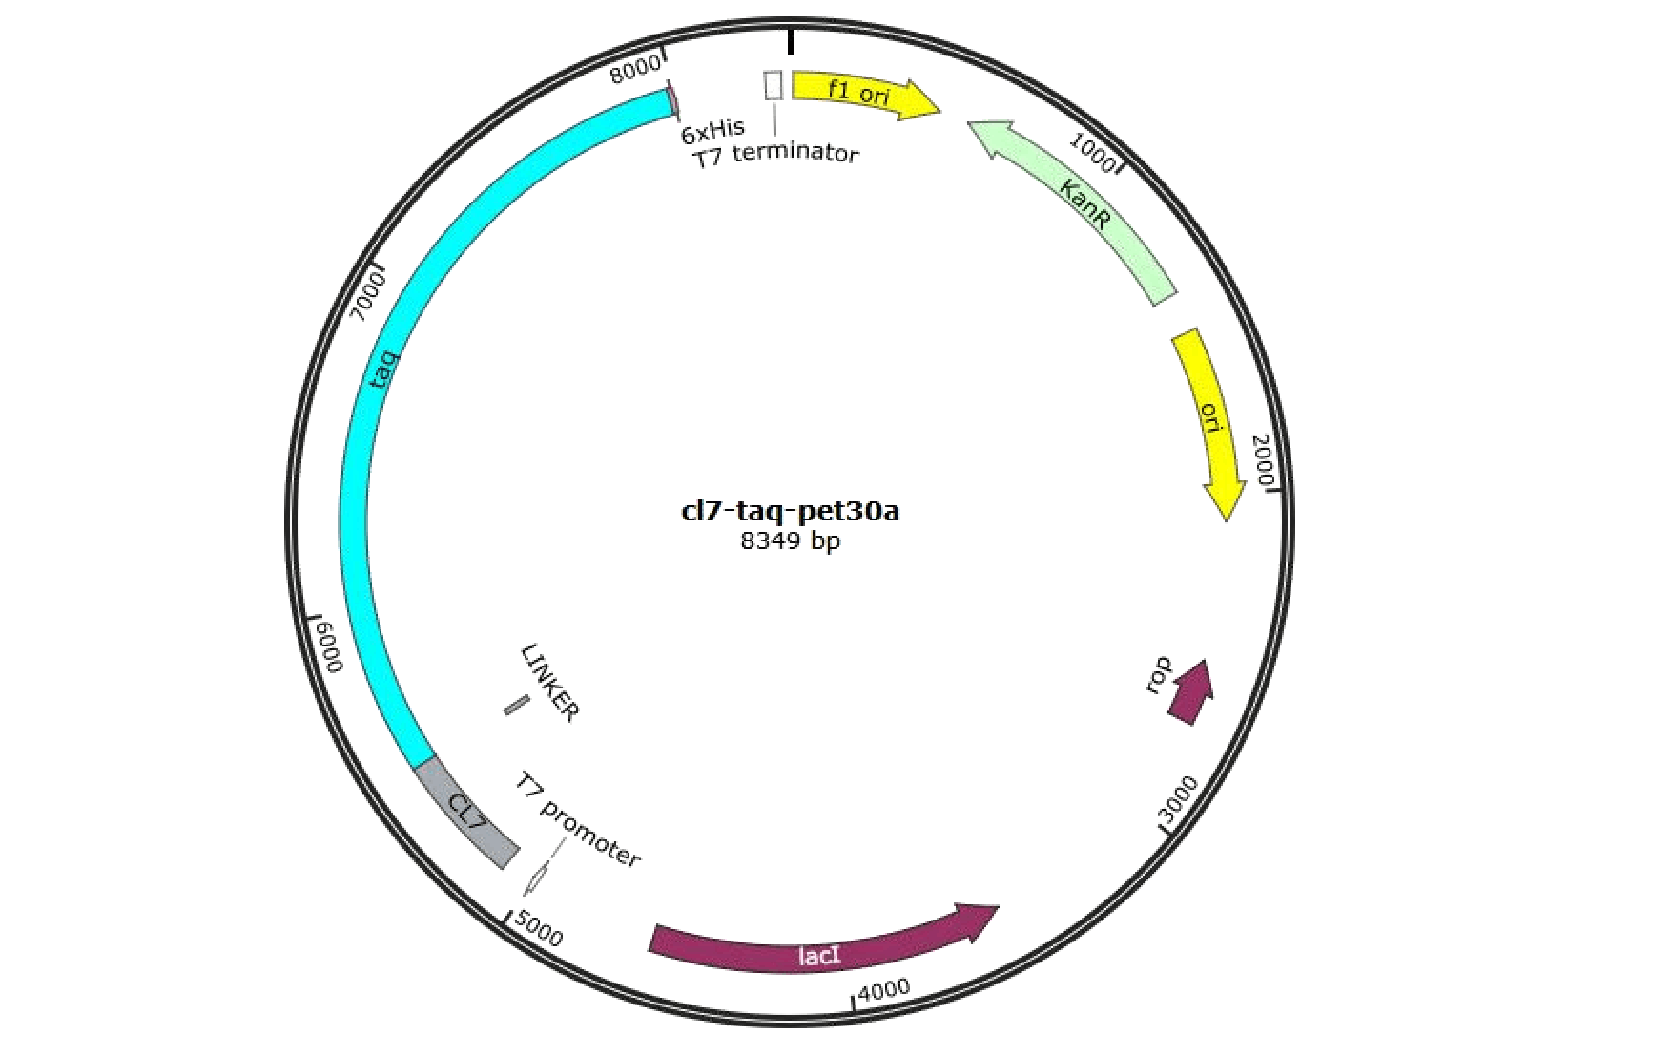 8000
f1 ori
6xHis
T7 terminator
1000
KanR
7000
taq
ori
2000
cl7-taq-pet30a
8349 bp
6000
LINKER
rop
T7 promoter
CL7
3000
5000
lacI
4000